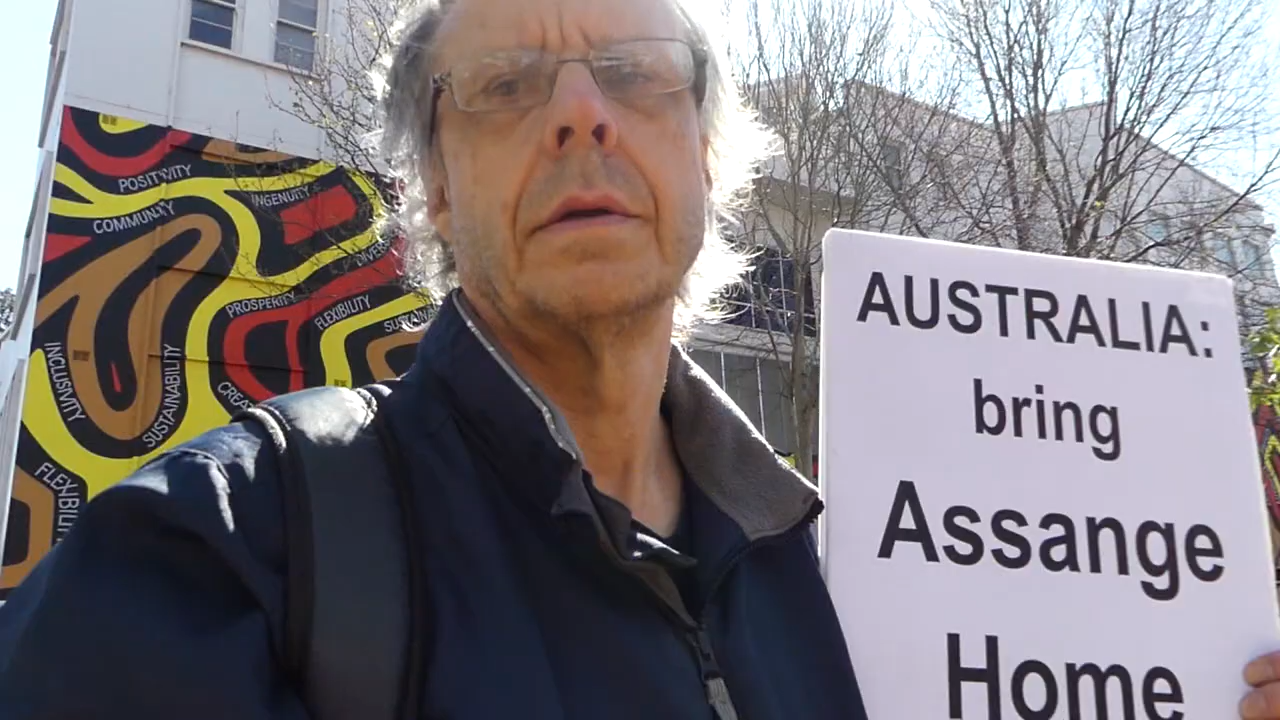 POSITIVITY
COMMUNITY
INGENUITY
PROSPERITY
FLEXIBILITY
INCLUSIVITY
SUSTAINABILITY
AUSTRALIA:
bring
Assange
Home